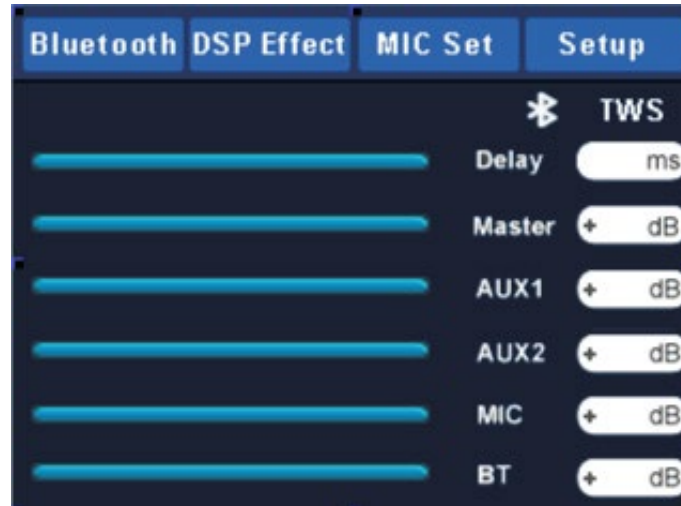 Bluetooth DSP Effect MIC Set Setup
TWS
Delay ms
Master + dB
AUX1 + dB
AUX2 + dB
MIC + dB
BT + dB